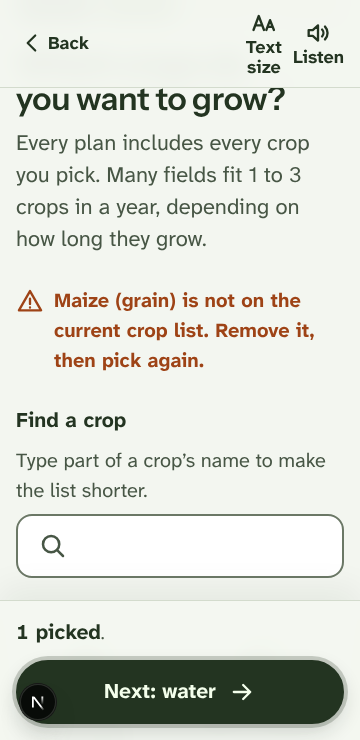 Back
Text
size
Listen
you want to grow?
Every plan includes every crop
you pick. Many fields fit 1 to 3
crops in a year, depending on
how long they grow.
Maize (grain) is not on the
current crop list. Remove it,
then pick again.
Find a crop
Type part of a crop’s name to make
the list shorter.
1 picked.
Next: water
N